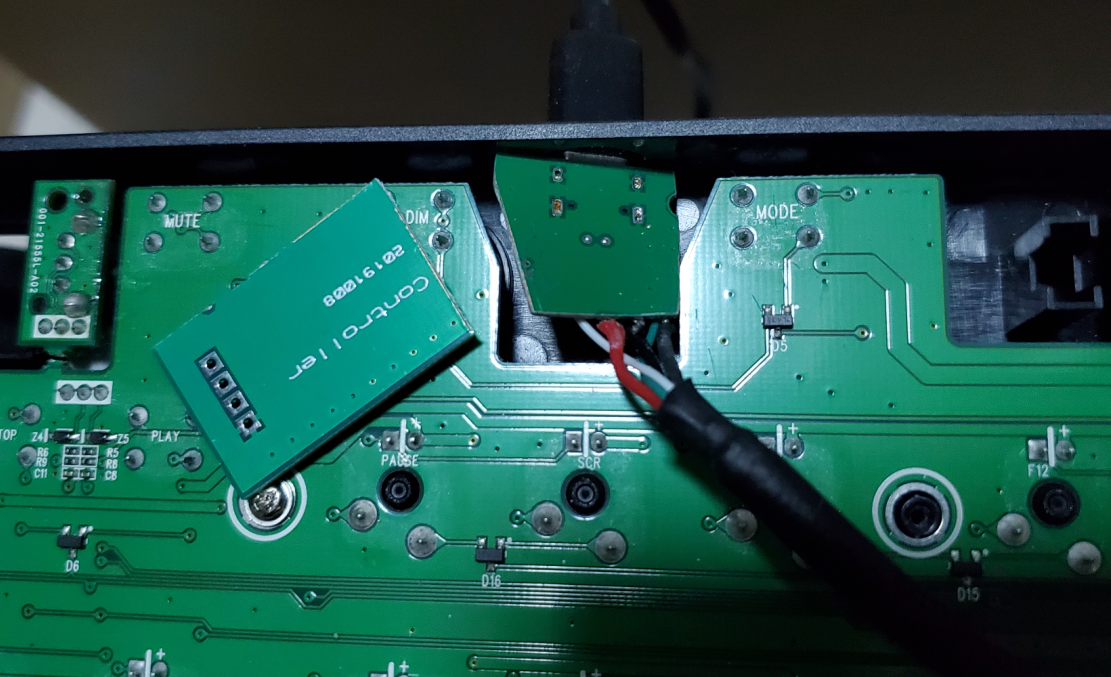 MUTE
DIM
MODE
001-21555L-A02
20191008
Controller
D5
TOP
Z4
Z5
PLAY
R6
R5
R9
R8
C11
C8
PAUSE
SCR
F12
D6
D16
D15